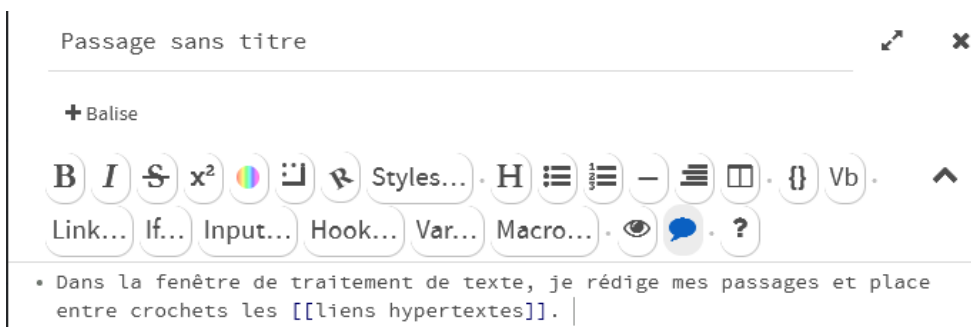 Passage sans titre
+ Balise
B I S x² R Styles... H — {} Vb
Link... If... Input... Hook... Var... Macro... ?
• Dans la fenêtre de traitement de texte, je rédige mes passages et place
entre crochets les [[liens hypertextes]].